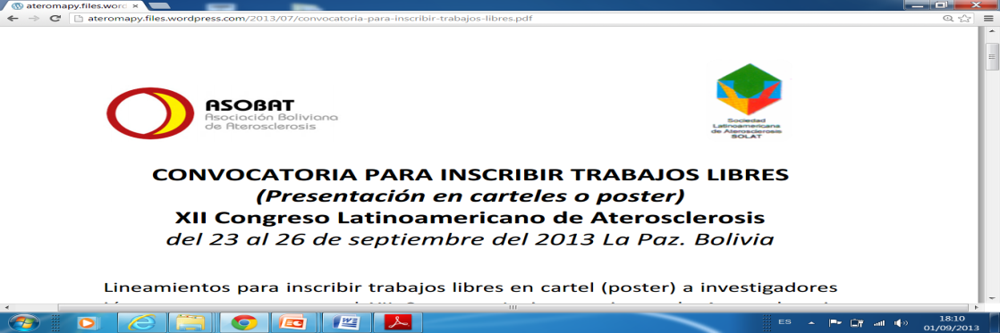 ateromapy.files.worc
ateromapy.files.wordpress.com/2013/07/convocatoria-para-inscribir-trabajos-libres.pdf
ASOBAT
Asociación Boliviana
de Aterosclerosis
Sociedad
Latinoamericana
de Aterosclerosis
SOLAT
CONVOCATORIA PARA INSCRIBIR TRABAJOS LIBRES
(Presentación en carteles o poster)
XII Congreso Latinoamericano de Aterosclerosis
del 23 al 26 de septiembre del 2013 La Paz. Bolivia
Lineamientos para inscribir trabajos libres en cartel (poster) a investigadores
ES
18:10
01/09/2013